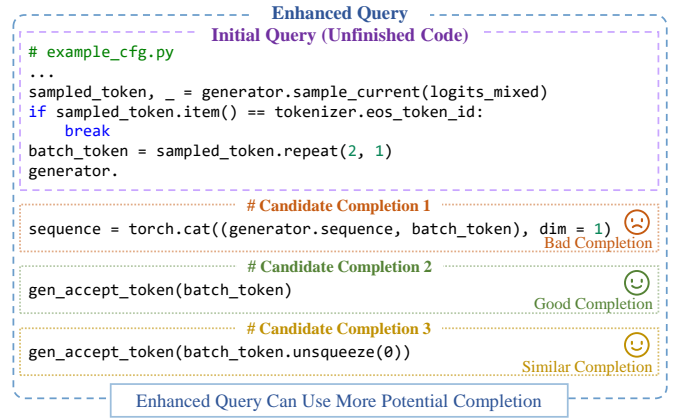 Enhanced Query
Initial Query (Unfinished Code)
# example_cfg.py
...
sampled_token, _ = generator.sample_current(logits_mixed)
if sampled_token.item() == tokenizer.eos_token_id:
    break
batch_token = sampled_token.repeat(2, 1)
generator.
# Candidate Completion 1
sequence = torch.cat((generator.sequence, batch_token), dim = 1)
Bad Completion
# Candidate Completion 2
gen_accept_token(batch_token)
Good Completion
# Candidate Completion 3
gen_accept_token(batch_token.unsqueeze(0))
Similar Completion
Enhanced Query Can Use More Potential Completion